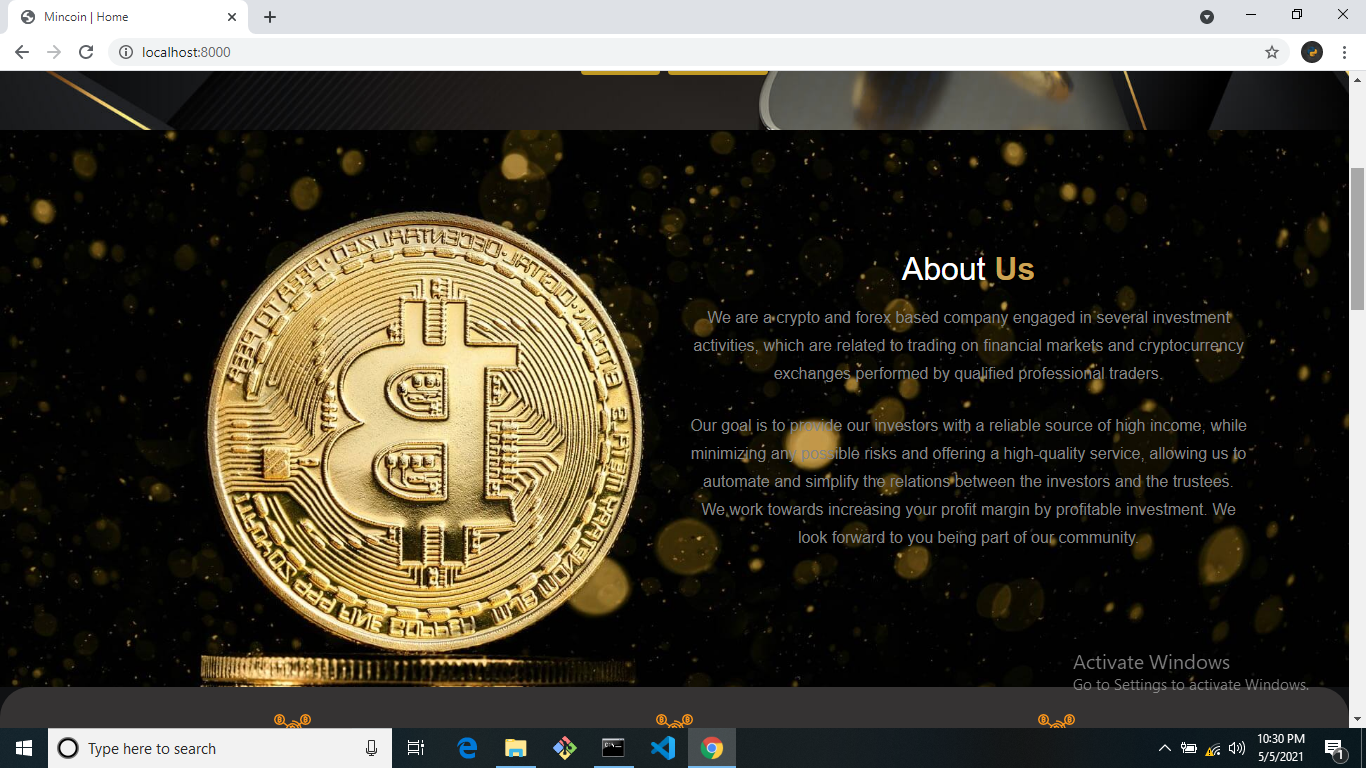 Mincoin | Home
localhost:8000
About Us
We are a crypto and forex based company engaged in several investment
activities, which are related to trading on financial markets and cryptocurrency
exchanges performed by qualified professional traders.
Our goal is to provide our investors with a reliable source of high income, while
minimizing any possible risks and offering a high-quality service, allowing us to
automate and simplify the relations between the investors and the trustees.
We work towards increasing your profit margin by profitable investment. We
look forward to you being part of our community.
Activate Windows
Go to Settings to activate Windows.
Type here to search
10:30 PM
5/5/2021
1